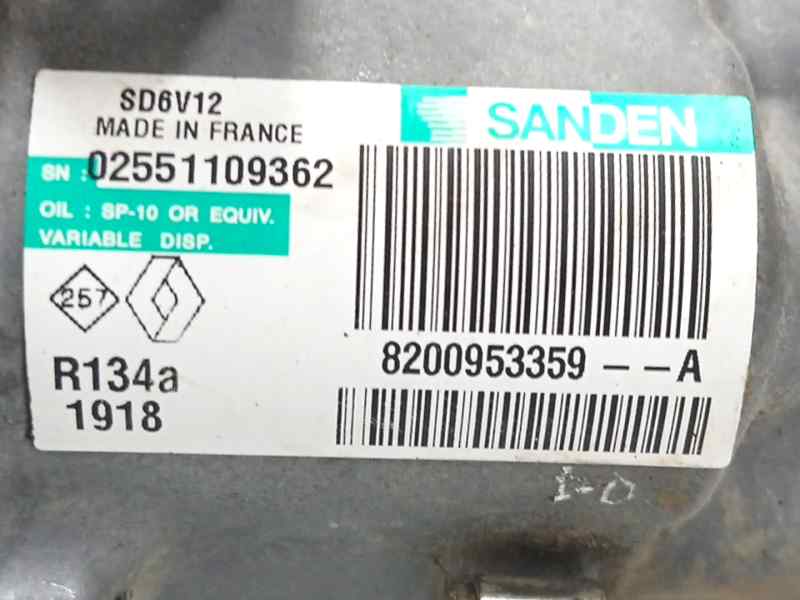 SD6V12
MADE IN FRANCE
SANDEN
SN : 02551109362
OIL : SP-10 OR EQUIV.
VARIABLE DISP.
257
R134a
1918
8200953359 -- A